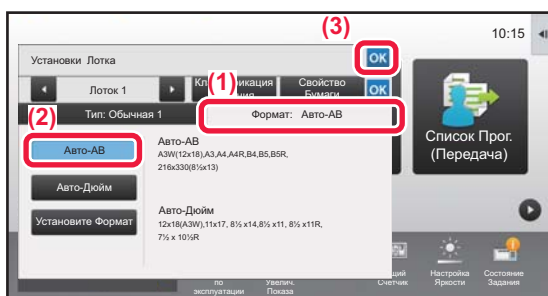 (3)
10:15
Установки Лотка
OK
Лоток 1
(1)
Свойство
Бумаги
OK
(2)
Тип: Обычная 1
Формат: Авто-AB
Авто-AB
Авто-AB
A3W(12x18),A3,A4,A4R,B4,B5,B5R,
216x330(8½x13)
Авто-Дюйм
Установите Формат
Авто-Дюйм
12x18(A3W),11x17, 8½ x14,8½ x11, 8½ x11R,
7½ x 10½R
Список Прог.
(Передача)
по
эксплуатации
Увелич.
Показа
Счетчик
Настройка
Яркости
Состояние
Задания